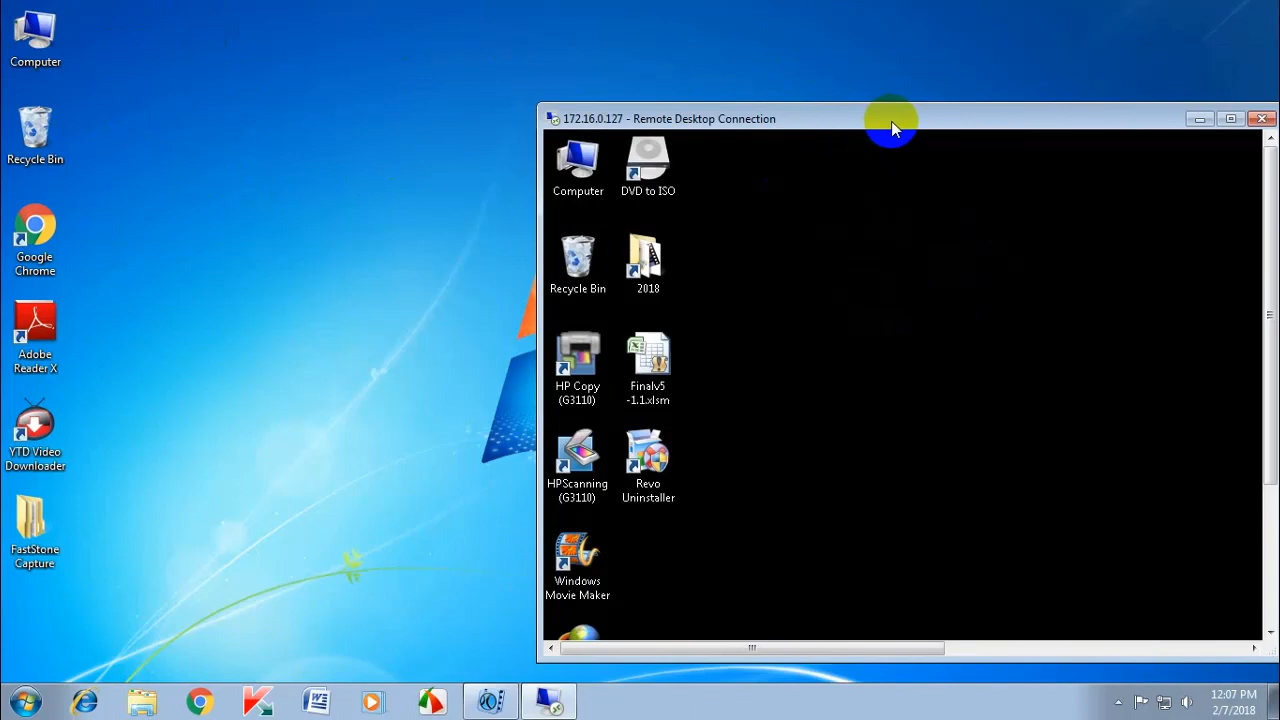 Computer
Recycle Bin
Google
Chrome
Adobe
Reader X
YTD Video
Downloader
FastStone
Capture
172.16.0.127 - Remote Desktop Connection
Computer
DVD to ISO
Recycle Bin
2018
HP Copy
(G3110)
Finalv5
-1.1.xlsm
HPScanning
(G3110)
Revo
Uninstaller
Windows
Movie Maker
12:07 PM
2/7/2018